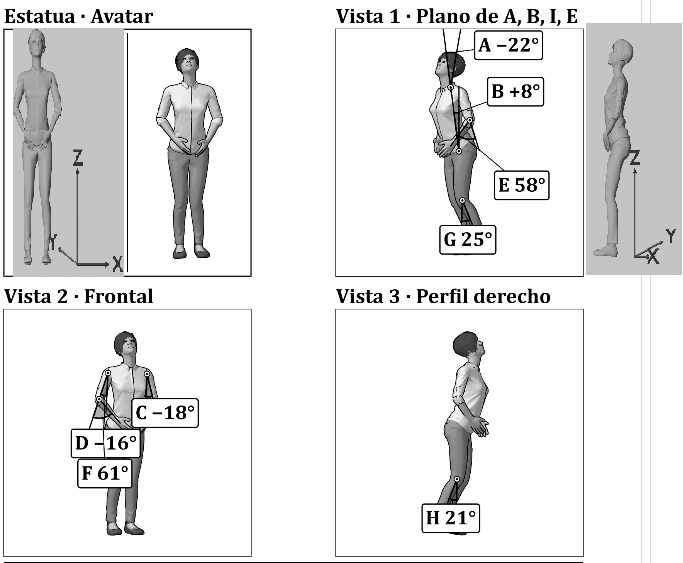 Estatua · Avatar
Z
Y
X
Vista 1 · Plano de A, B, I, E
A −22°
B +8°
E 58°
G 25°
Z
Y
X
Vista 2 · Frontal
C −18°
D −16°
F 61°
Vista 3 · Perfil derecho
H 21°